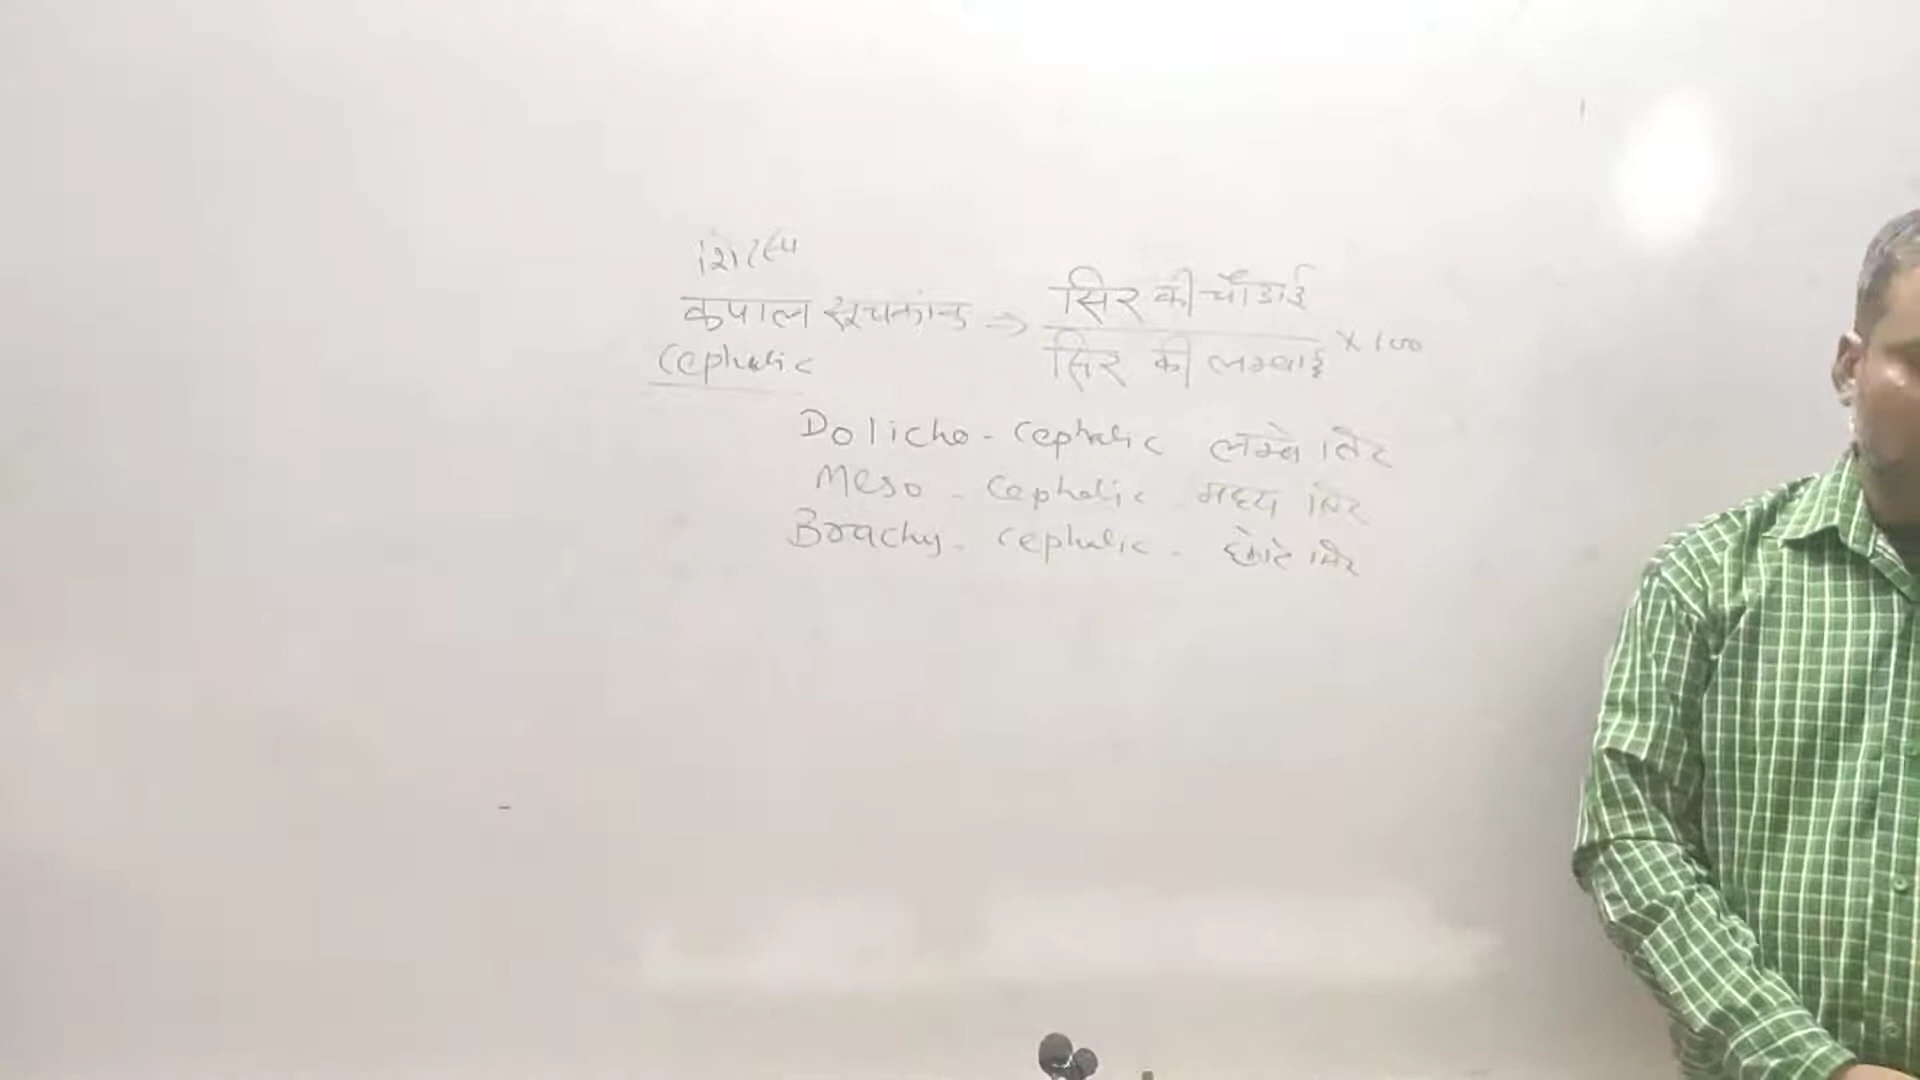 कपाल सूचकांक ⇒ सिर की चौडाई
सिर की लम्बाई × 100
Cephalic
Dolicho - Cephalic लम्बे सिर
Meso - Cephalic मध्य सिर
Brachy - Cephalic - छोटे सिर